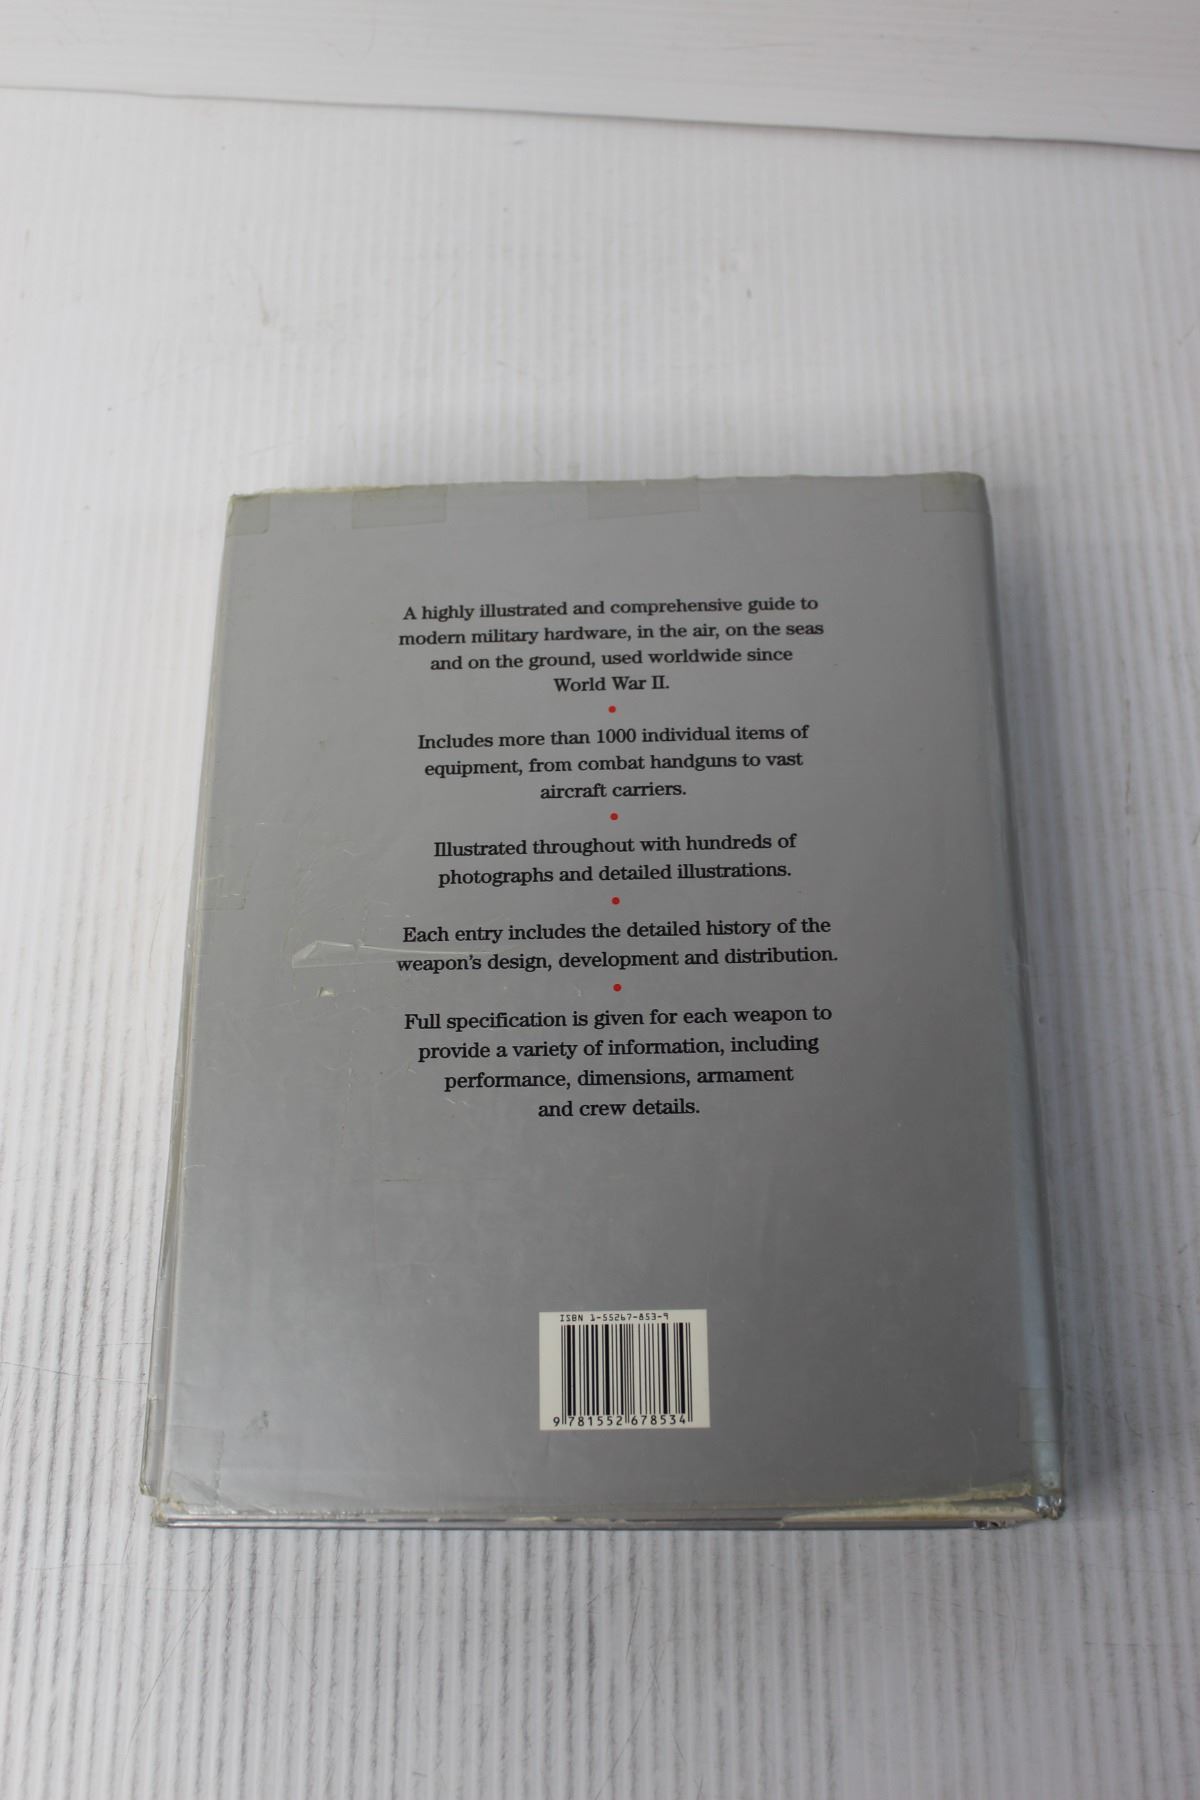 A highly illustrated and comprehensive guide to
modern military hardware, in the air, on the seas
and on the ground, used worldwide since
World War II.
•
Includes more than 1000 individual items of
equipment, from combat handguns to vast
aircraft carriers.
•
Illustrated throughout with hundreds of
photographs and detailed illustrations.
•
Each entry includes the detailed history of the
weapon's design, development and distribution.
•
Full specification is given for each weapon to
provide a variety of information, including
performance, dimensions, armament
and crew details.
ISBN 1-55267-853-9
9 781552 678534